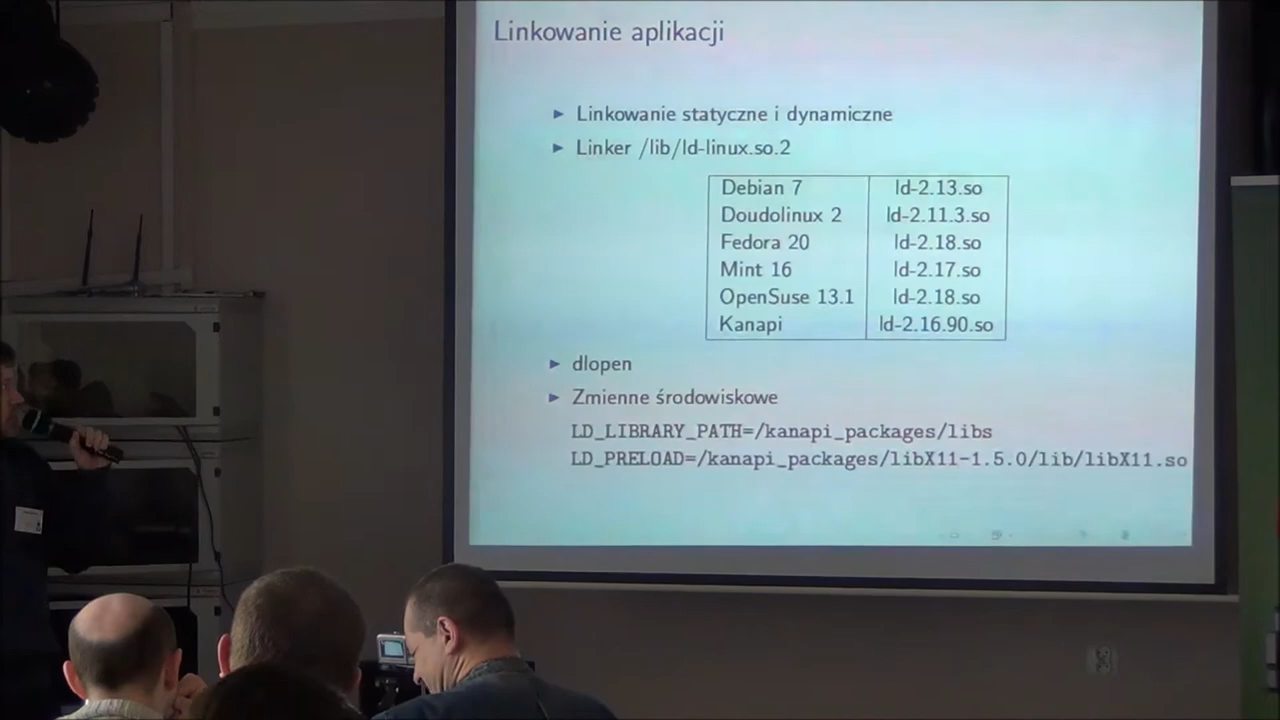 Linkowanie aplikacji
Linkowanie statyczne i dynamiczne
Linker /lib/ld-linux.so.2
Debian 7 ld-2.13.so
Doudolinux 2 ld-2.11.3.so
Fedora 20 ld-2.18.so
Mint 16 ld-2.17.so
OpenSuse 13.1 ld-2.18.so
Kanapi ld-2.16.90.so
dlopen
Zmienne środowiskowe
LD_LIBRARY_PATH=/kanapi_packages/libs
LD_PRELOAD=/kanapi_packages/libX11-1.5.0/lib/libX11.so